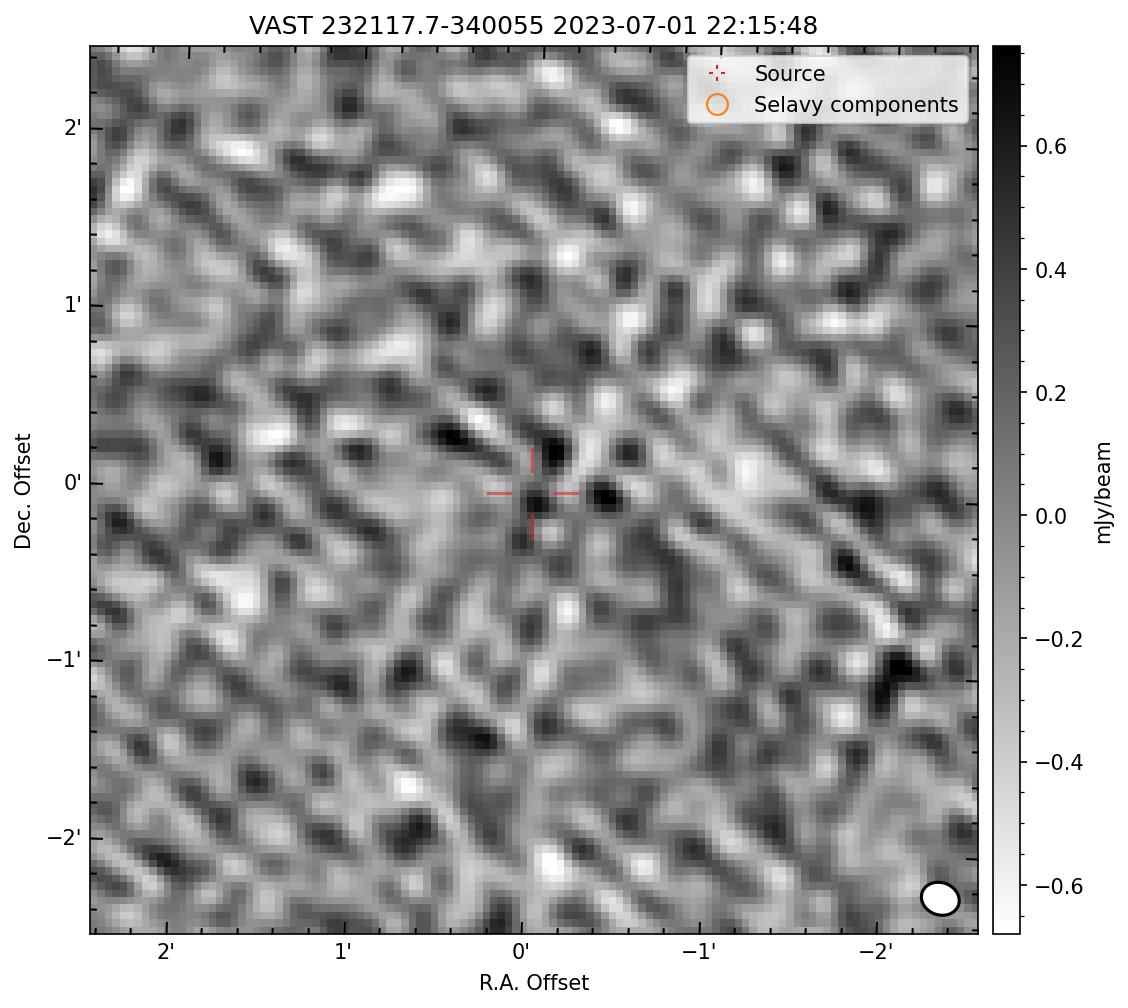 VAST 232117.7-340055 2023-07-01 22:15:48
Source
Selavy components
2'
1'
0'
−1'
−2'
Dec. Offset
2'
1'
0'
−1'
−2'
R.A. Offset
0.6
0.4
0.2
0.0
−0.2
−0.4
−0.6
mJy/beam